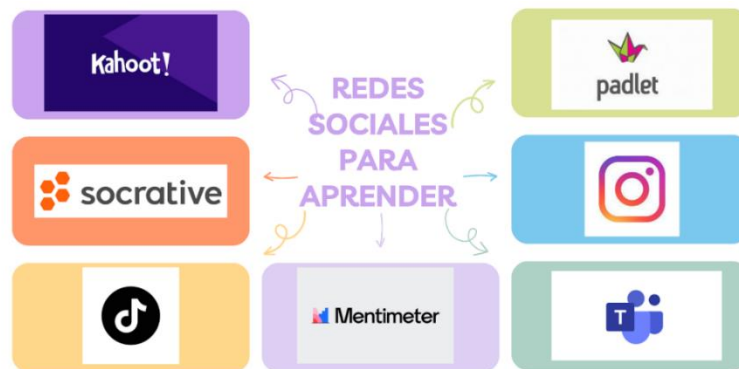 Kahoot!
REDES
SOCIALES
PARA
APRENDER
padlet
socrative
Mentimeter
T